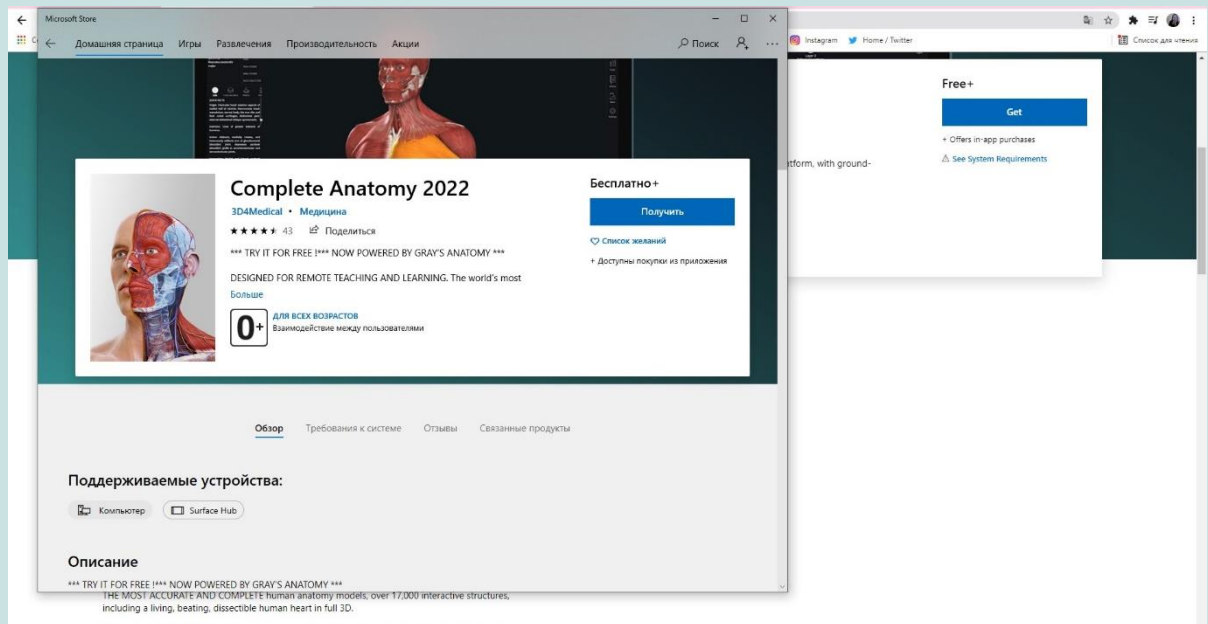 Microsoft Store
Домашняя страница Игры Развлечения Производительность Акции
Поиск
Instagram Home / Twitter
Список для чтения
Complete Anatomy 2022
3D4Medical • Медицина
43 Поделиться
*** TRY IT FOR FREE !*** NOW POWERED BY GRAY'S ANATOMY ***
DESIGNED FOR REMOTE TEACHING AND LEARNING. The world's most
Больше
0+
ДЛЯ ВСЕХ ВОЗРАСТОВ
Взаимодействие между пользователями
Бесплатно+
Получить
Список желаний
+ Доступны покупки из приложения
Free+
Get
+ Offers in-app purchases
See System Requirements
tform, with ground-
Обзор Требования к системе Отзывы Связанные продукты
Поддерживаемые устройства:
Компьютер Surface Hub
Описание
*** TRY IT FOR FREE !*** NOW POWERED BY GRAY'S ANATOMY ***
THE MOST ACCURATE AND COMPLETE human anatomy models, over 17,000 interactive structures,
including a living, beating, dissectible human heart in full 3D.